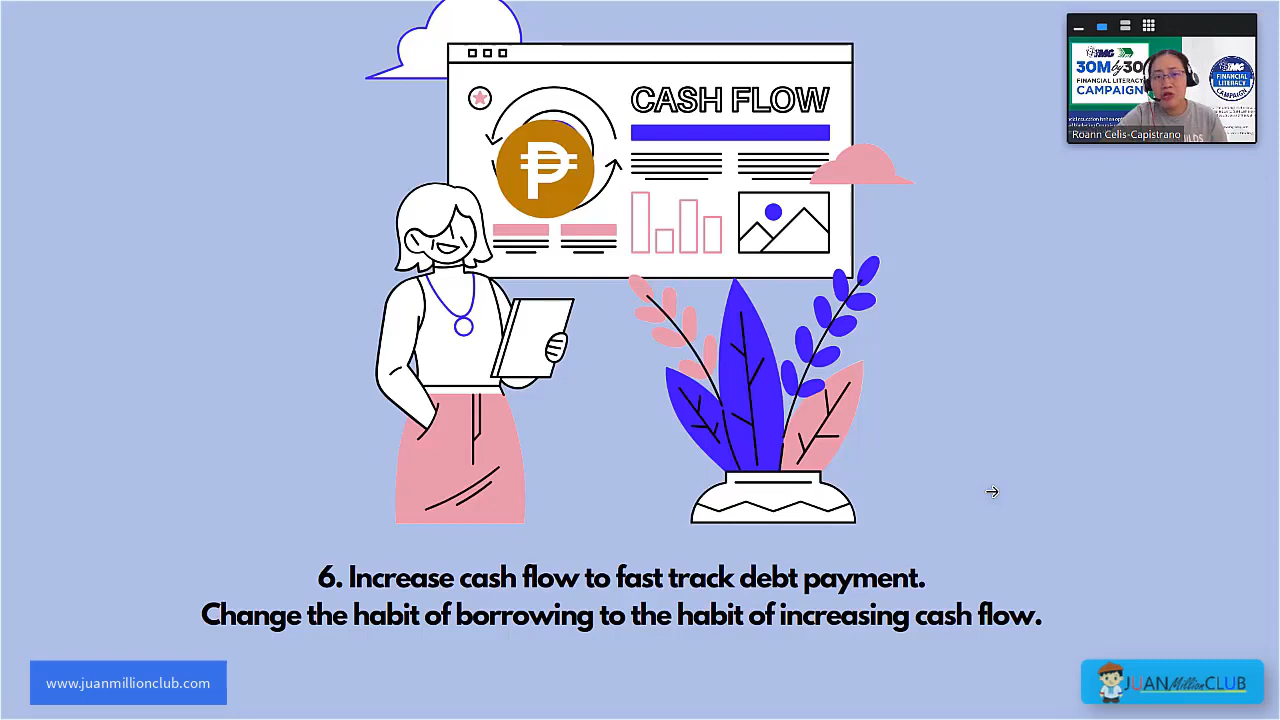 CASH FLOW
₱
IMG
30M by 30
FINANCIAL LITERACY
CAMPAIGN
IMG
FINANCIAL
LITERACY
CAMPAIGN
Roann Celis-Capistrano
6. Increase cash flow to fast track debt payment.
Change the habit of borrowing to the habit of increasing cash flow.
www.juanmillionclub.com
JUAN Million CLUB